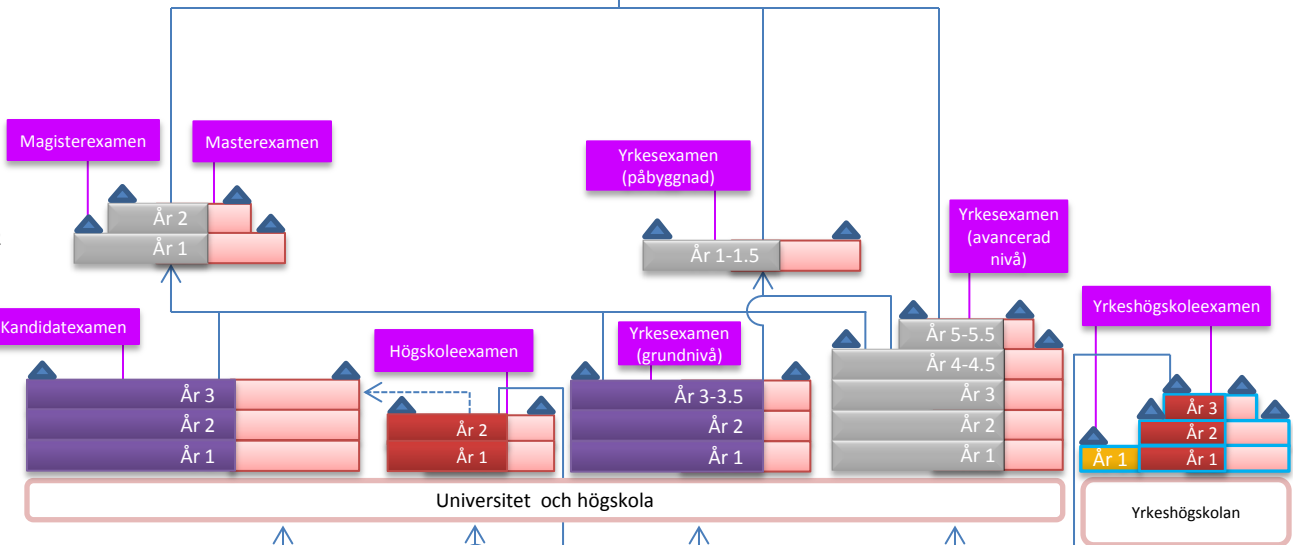 Magisterexamen
Masterexamen
Yrkesexamen
(påbyggnad)
År 2
År 1
År 1-1.5
Yrkesexamen
(avancerad
nivå)
Kandidatexamen
Högskoleexamen
Yrkesexamen
(grundnivå)
Yrkeshögskoleexamen
År 3
År 2
År 1
År 2
År 1
År 3-3.5
År 2
År 1
År 5-5.5
År 4-4.5
År 3
År 2
År 1
År 1
År 3
År 2
År 1
Universitet och högskola
Yrkeshögskolan